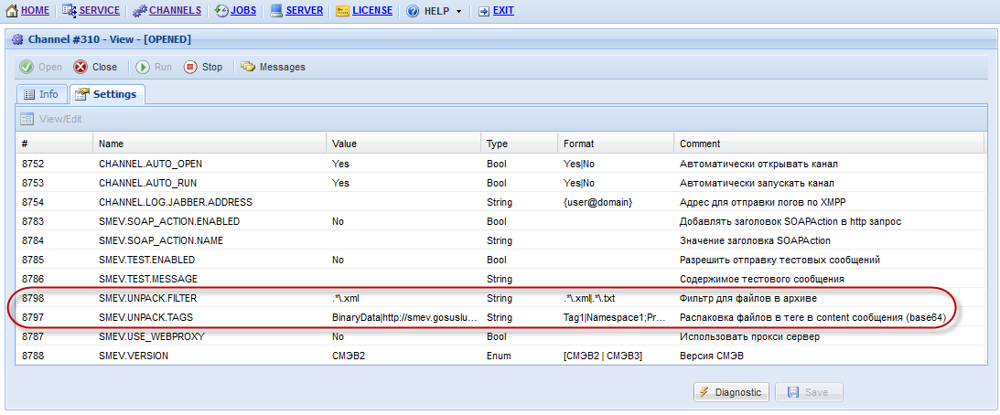 HOME SERVICE CHANNELS JOBS SERVER LICENSE HELP EXIT
Channel #310 - View - [OPENED]
Open Close Run Stop Messages
Info Settings
View/Edit
# Name Value Type Format Comment
8752 CHANNEL.AUTO_OPEN Yes Bool Yes|No Автоматически открывать канал
8753 CHANNEL.AUTO_RUN Yes Bool Yes|No Автоматически запускать канал
8754 CHANNEL.LOG.JABBER.ADDRESS String {user@domain} Адрес для отправки логов по XMPP
8783 SMEV.SOAP_ACTION.ENABLED No Bool Добавлять заголовок SOAPAction в http запрос
8784 SMEV.SOAP_ACTION.NAME String Значение заголовка SOAPAction
8785 SMEV.TEST.ENABLED No Bool Разрешить отправку тестовых сообщений
8786 SMEV.TEST.MESSAGE String Содержимое тестового сообщения
8798 SMEV.UNPACK.FILTER .*\.xml String .*\.xml|.*\.txt Фильтр для файлов в архиве
8797 SMEV.UNPACK.TAGS BinaryData|http://smev.gosuslu... String Tag1|Namespace1;Pr... Распаковка файлов в теге в content сообщения (base64)
8787 SMEV.USE_WEBPROXY No Bool Использовать прокси сервер
8788 SMEV.VERSION СМЭВ2 Enum [СМЭВ2 | СМЭВ3] Версия СМЭВ
Diagnostic Save